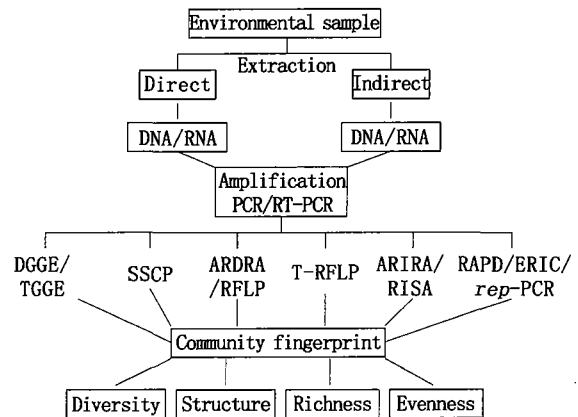 Environmental sample
Extraction
Direct Indirect
DNA/RNA DNA/RNA
Amplification
PCR/RT-PCR
DGGE/
TGGE
SSCP
ARDRA
/RFLP
T-RFLP
ARIRA/
RISA
RAPD/ERIC/
rep-PCR
Community fingerprint
Diversity Structure Richness Evenness